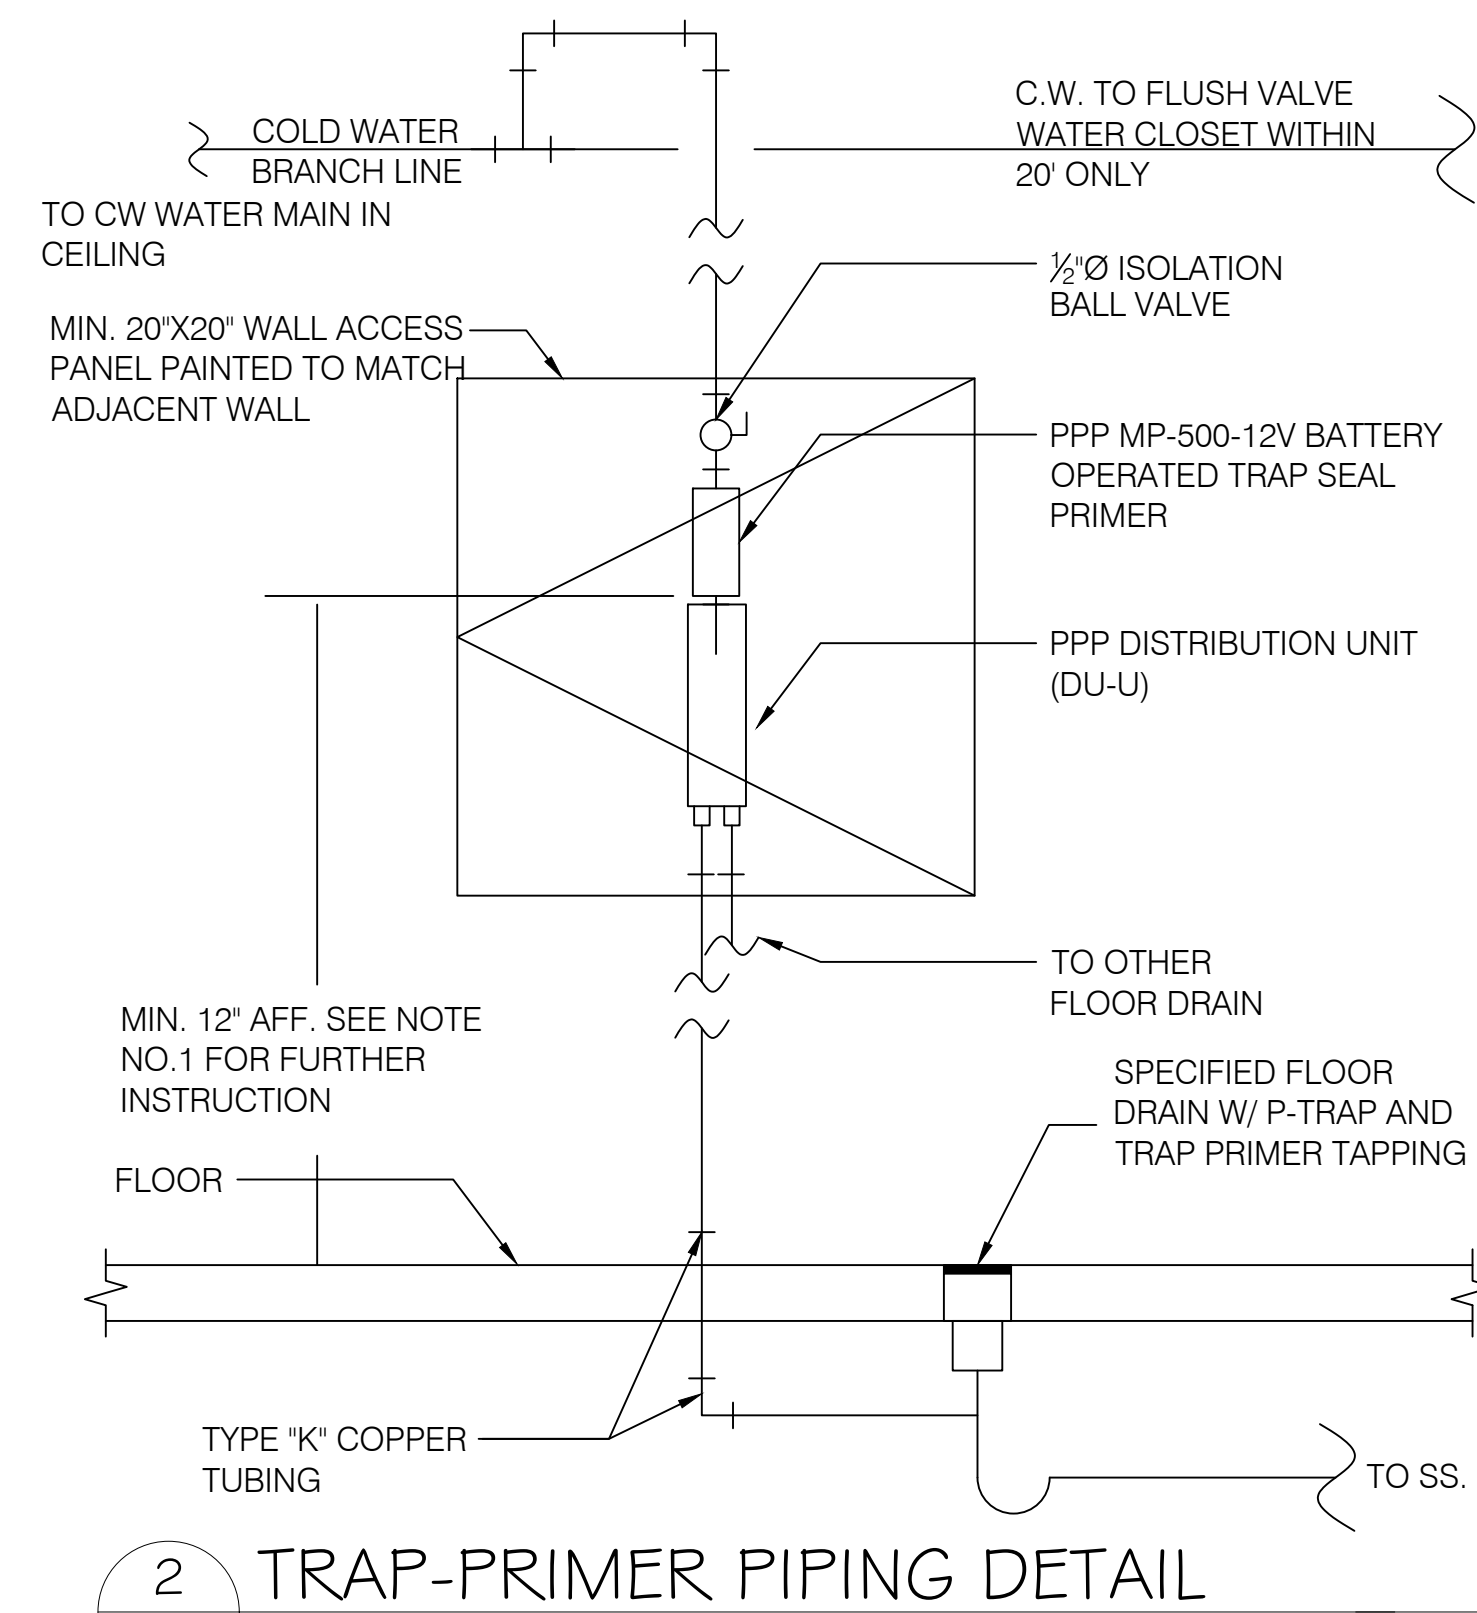 COLD WATER
BRANCH LINE
TO CW WATER MAIN IN
CEILING
C.W. TO FLUSH VALVE
WATER CLOSET WITHIN
20' ONLY
½"Ø ISOLATION
BALL VALVE
MIN. 20"X20" WALL ACCESS
PANEL PAINTED TO MATCH
ADJACENT WALL
PPP MP-500-12V BATTERY
OPERATED TRAP SEAL
PRIMER
PPP DISTRIBUTION UNIT
(DU-U)
TO OTHER
FLOOR DRAIN
MIN. 12" AFF. SEE NOTE
NO.1 FOR FURTHER
INSTRUCTION
SPECIFIED FLOOR
DRAIN W/ P-TRAP AND
TRAP PRIMER TAPPING
FLOOR
TYPE "K" COPPER
TUBING
TO SS.
2 TRAP-PRIMER PIPING DETAIL